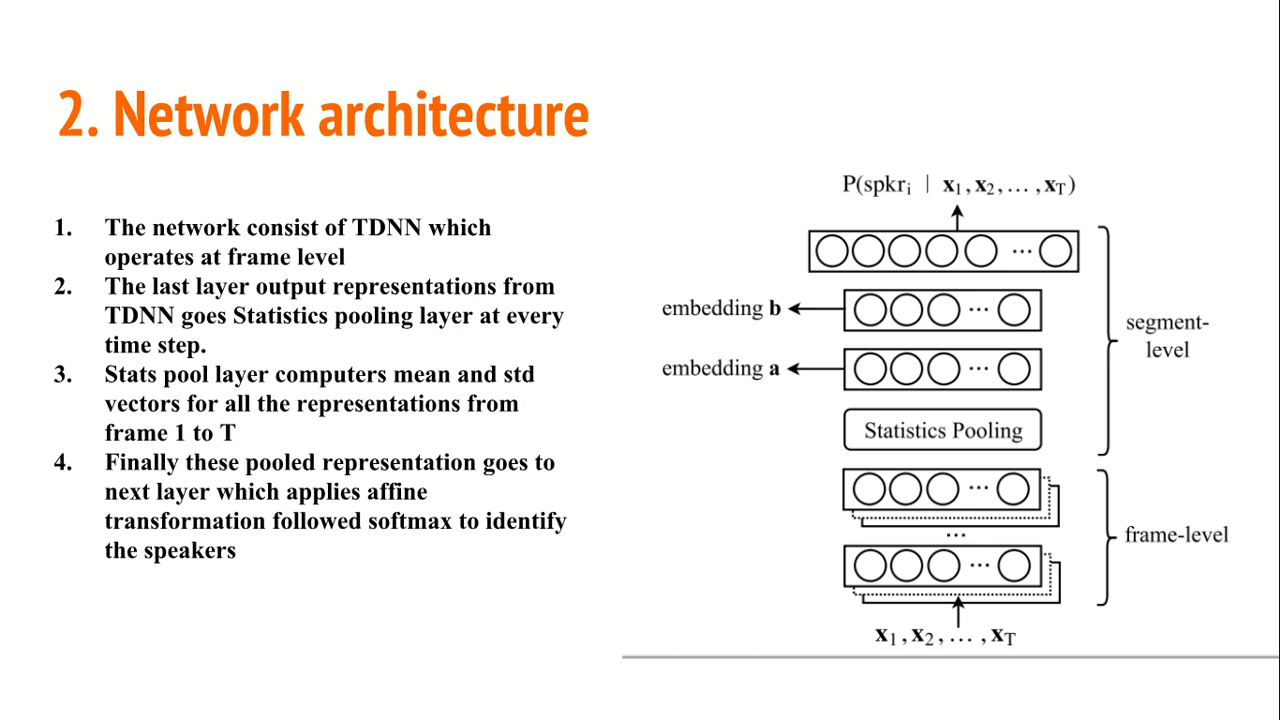 2. Network architecture
1. The network consist of TDNN which
operates at frame level
2. The last layer output representations from
TDNN goes Statistics pooling layer at every
time step.
3. Stats pool layer computers mean and std
vectors for all the representations from
frame 1 to T
4. Finally these pooled representation goes to
next layer which applies affine
transformation followed softmax to identify
the speakers
P(spkrᵢ | x₁, x₂, ... , x_T)
...
embedding b
...
embedding a
...
segment-
level
Statistics Pooling
...
...
frame-level
...
x₁, x₂, ... , x_T